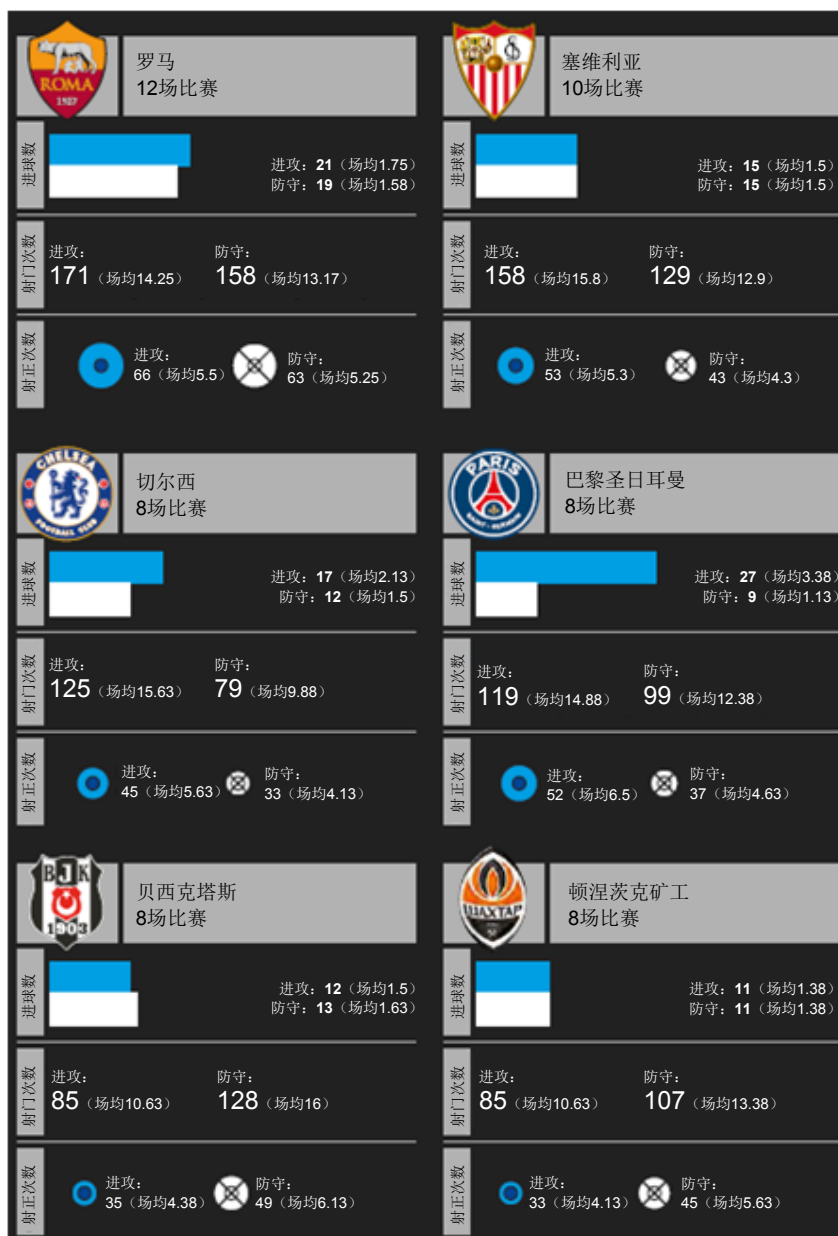 罗马
12场比赛
进球数
进攻：21（场均1.75）
防守：19（场均1.58）
射门次数
进攻： 防守：
171（场均14.25） 158（场均13.17）
射正次数
进攻： 防守：
66（场均5.5） 63（场均5.25）
ROMA
1927
塞维利亚
10场比赛
进球数
进攻：15（场均1.5）
防守：15（场均1.5）
射门次数
进攻： 防守：
158（场均15.8） 129（场均12.9）
射正次数
进攻： 防守：
53（场均5.3） 43（场均4.3）
CHELSEA
FOOTBALL CLUB
切尔西
8场比赛
进球数
进攻：17（场均2.13）
防守：12（场均1.5）
射门次数
进攻： 防守：
125（场均15.63） 79（场均9.88）
射正次数
进攻： 防守：
45（场均5.63） 33（场均4.13）
PARIS
巴黎圣日耳曼
8场比赛
进球数
进攻：27（场均3.38）
防守：9（场均1.13）
射门次数
进攻： 防守：
119（场均14.88） 99（场均12.38）
射正次数
进攻： 防守：
52（场均6.5） 37（场均4.63）
BJK
1903
贝西克塔斯
8场比赛
进球数
进攻：12（场均1.5）
防守：13（场均1.63）
射门次数
进攻： 防守：
85（场均10.63） 128（场均16）
射正次数
进攻： 防守：
35（场均4.38） 49（场均6.13）
ШАХТАР
顿涅茨克矿工
8场比赛
进球数
进攻：11（场均1.38）
防守：11（场均1.38）
射门次数
进攻： 防守：
85（场均10.63） 107（场均13.38）
射正次数
进攻： 防守：
33（场均4.13） 45（场均5.63）